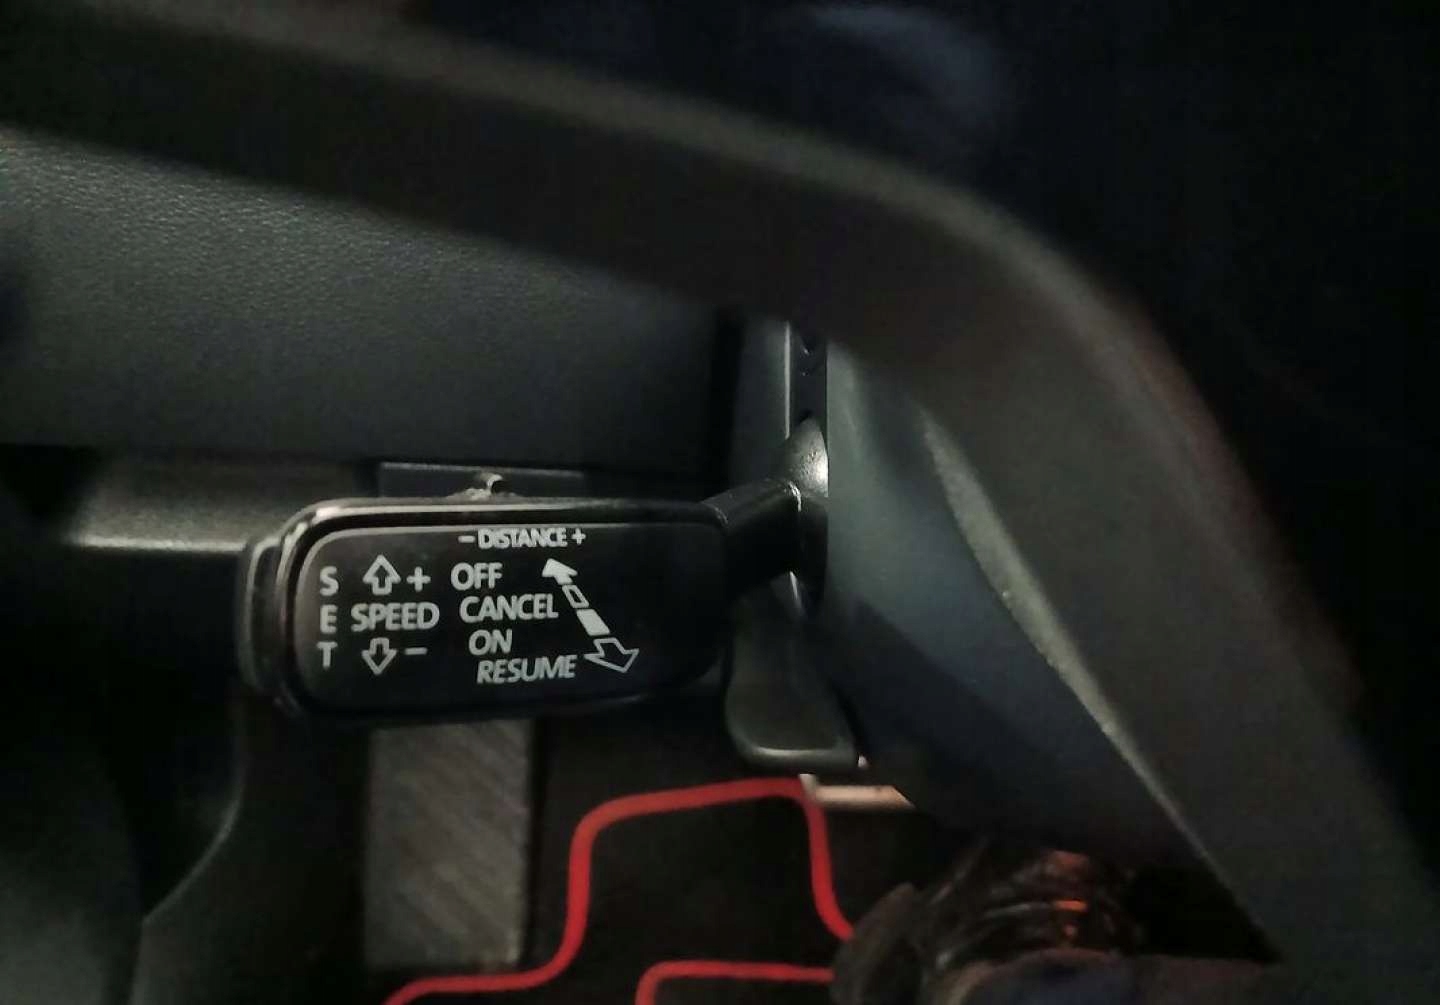 - DISTANCE +
S
E
T
+
SPEED
-
OFF
CANCEL
ON
RESUME